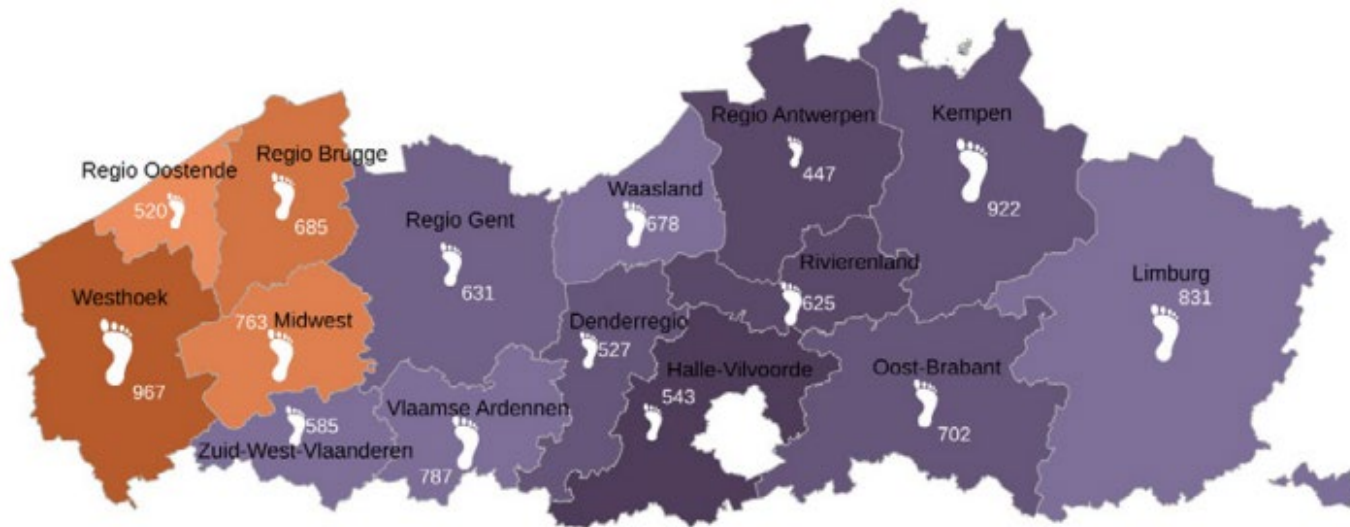 Regio Antwerpen
447
Kempen
922
Regio Brugge
685
Regio Oostende
520
Waasland
678
Regio Gent
631
Rivierenland
625
Limburg
831
Westhoek
967
763
Midwest
Denderregio
527
Halle-Vilvoorde
543
Oost-Brabant
702
Vlaamse Ardennen
787
585
Zuid-West-Vlaanderen